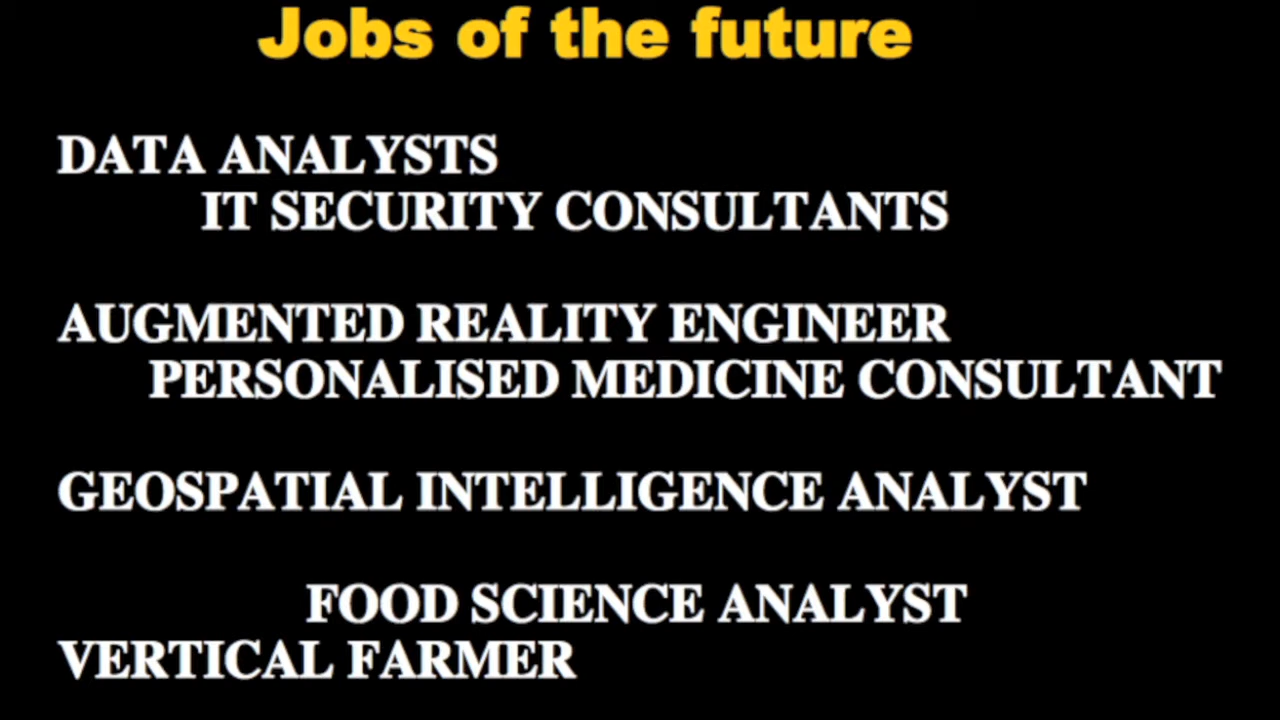 Jobs of the future
DATA ANALYSTS
IT SECURITY CONSULTANTS
AUGMENTED REALITY ENGINEER
PERSONALISED MEDICINE CONSULTANT
GEOSPATIAL INTELLIGENCE ANALYST
FOOD SCIENCE ANALYST
VERTICAL FARMER